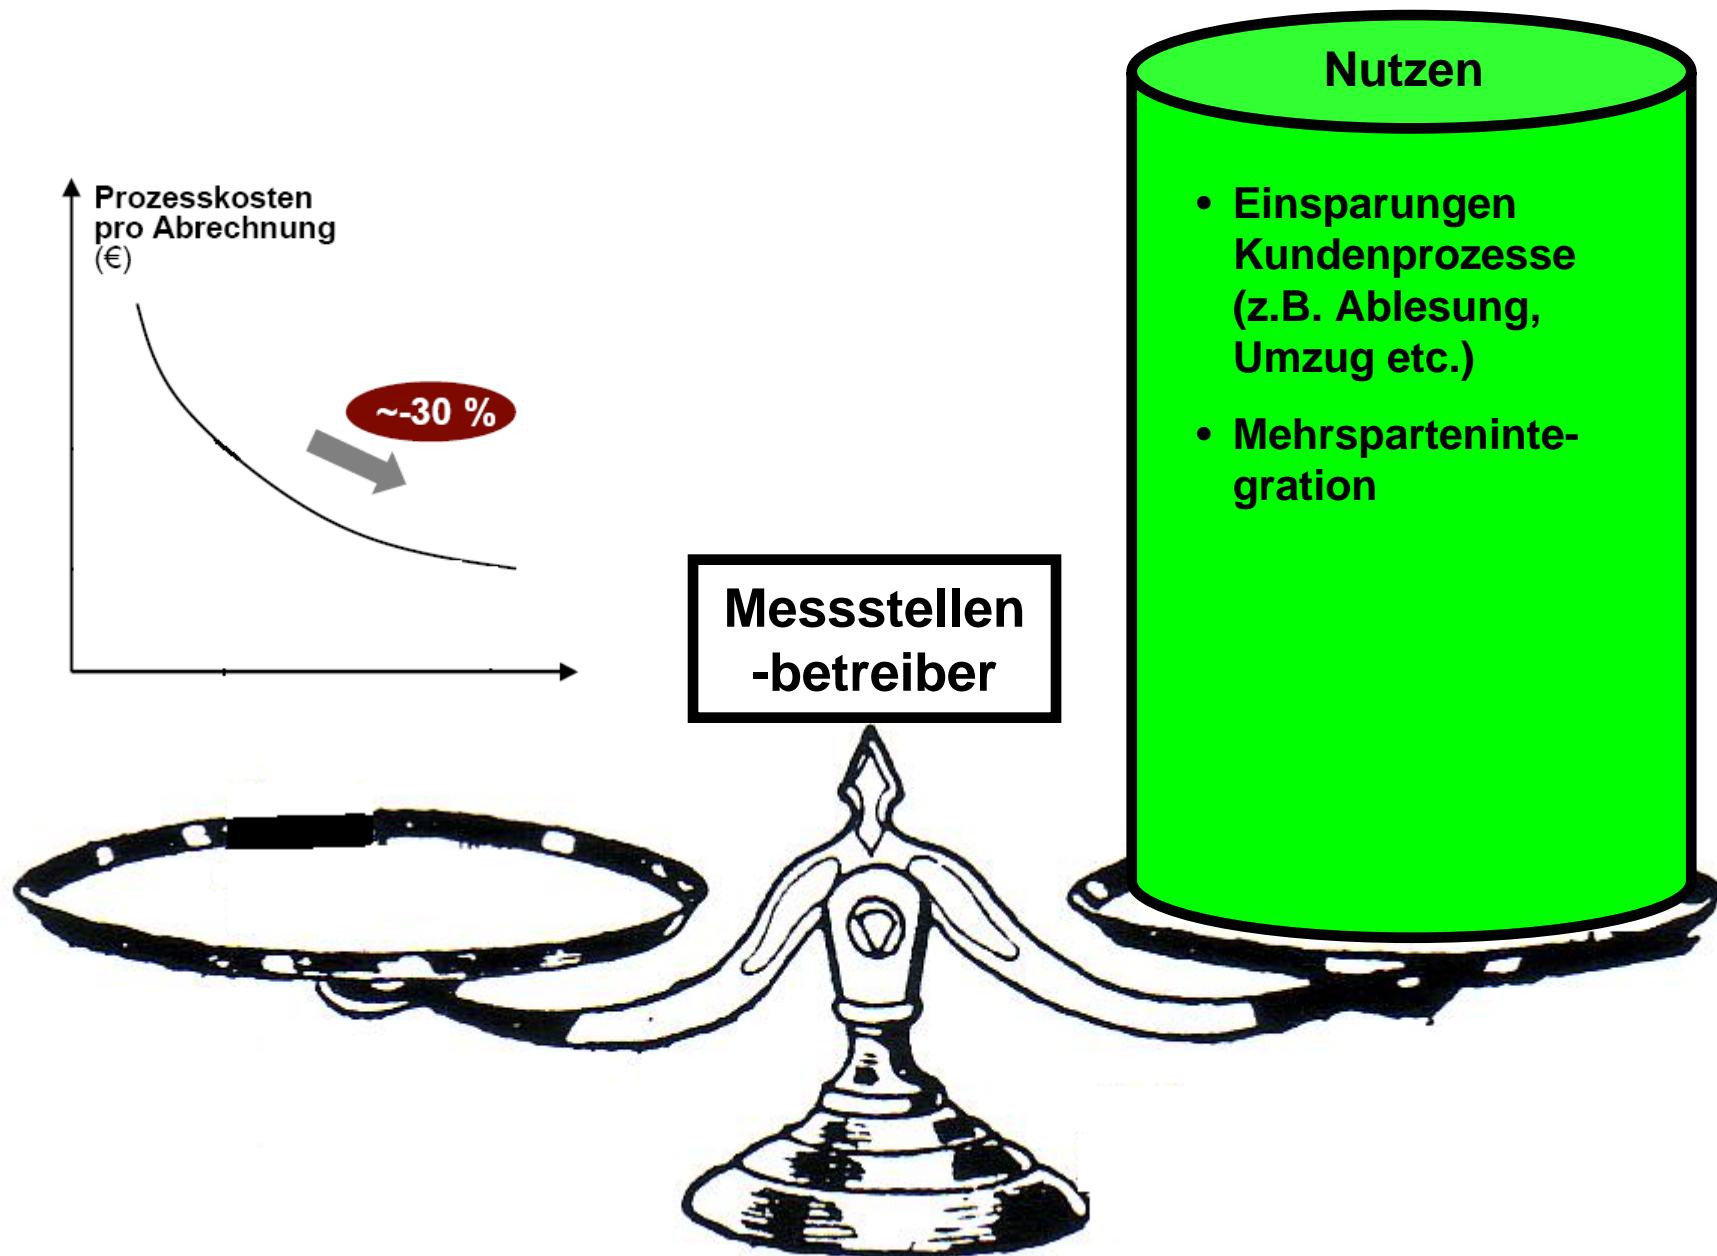 Prozesskosten
pro Abrechnung
(€)
~-30 %
Messstellen
-betreiber
Nutzen
• Einsparungen
Kundenprozesse
(z.B. Ablesung,
Umzug etc.)
• Mehrsparteninte-
gration